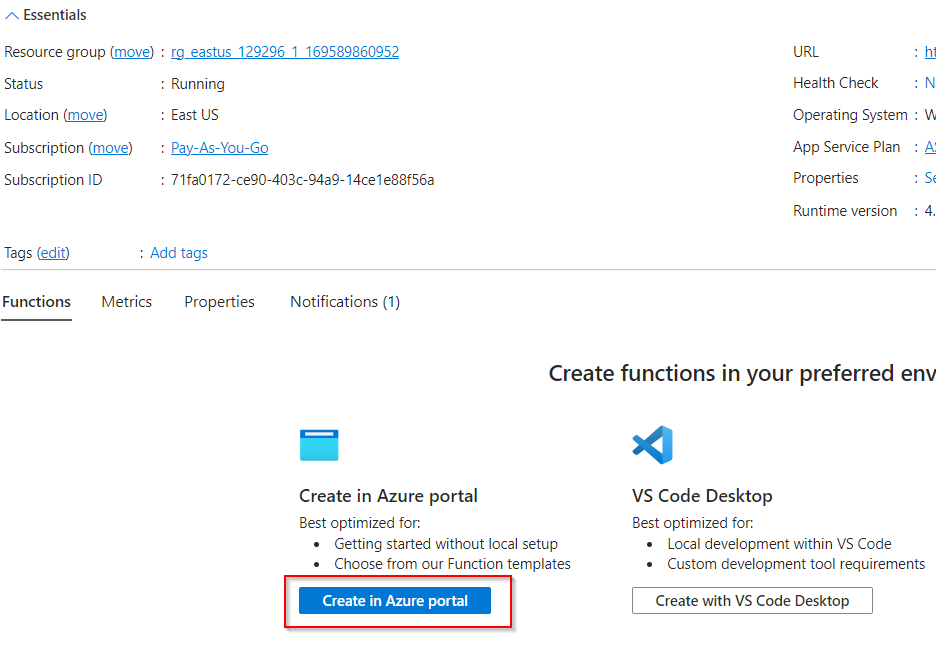 Essentials
Resource group (move) : rg_eastus_129296_1_169589860952
Status : Running
Location (move) : East US
Subscription (move) : Pay-As-You-Go
Subscription ID : 71fa0172-ce90-403c-94a9-14ce1e88f56a
URL : ht
Health Check : N
Operating System : W
App Service Plan : AS
Properties : Se
Runtime version : 4.
Tags (edit) : Add tags
Functions Metrics Properties Notifications (1)
Create functions in your preferred env
Create in Azure portal
Best optimized for:
• Getting started without local setup
• Choose from our Function templates
Create in Azure portal
VS Code Desktop
Best optimized for:
• Local development within VS Code
• Custom development tool requirements
Create with VS Code Desktop